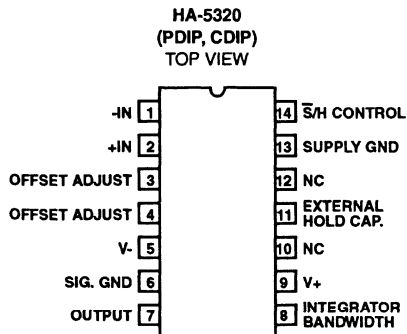 HA-5320
(PDIP, CDIP)
TOP VIEW
-IN 1
+IN 2
OFFSET ADJUST 3
OFFSET ADJUST 4
V- 5
SIG. GND 6
OUTPUT 7
14 S̅/H CONTROL
13 SUPPLY GND
12 NC
11 EXTERNAL
HOLD CAP.
10 NC
9 V+
8 INTEGRATOR
BANDWIDTH